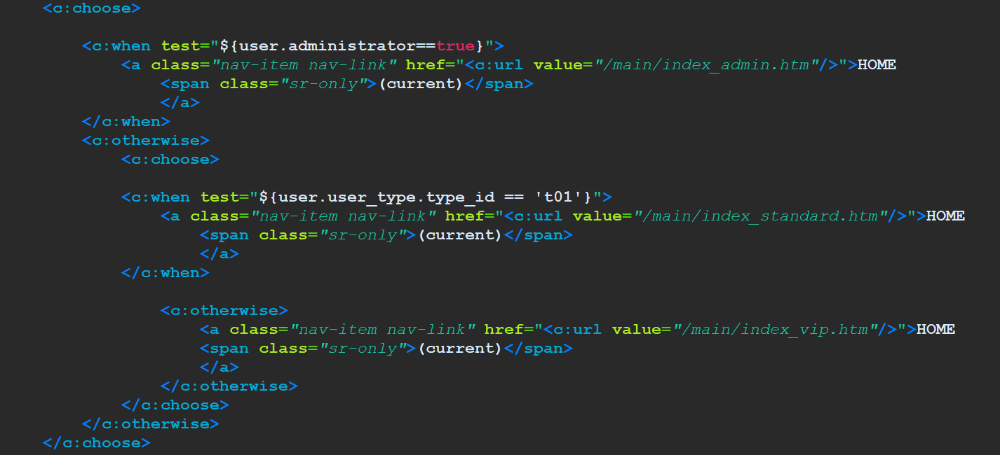 <c:choose>
<c:when test="${user.administrator==true}">
<a class="nav-item nav-link" href="<c:url value="/main/index_admin.htm"/>">HOME
<span class="sr-only">(current)</span>
</a>
</c:when>
<c:otherwise>
<c:choose>
<c:when test="${user.user_type.type_id == 't01'}">
<a class="nav-item nav-link" href="<c:url value="/main/index_standard.htm"/>">HOME
<span class="sr-only">(current)</span>
</a>
</c:when>
<c:otherwise>
<a class="nav-item nav-link" href="<c:url value="/main/index_vip.htm"/>">HOME
<span class="sr-only">(current)</span>
</a>
</c:otherwise>
</c:choose>
</c:otherwise>
</c:choose>